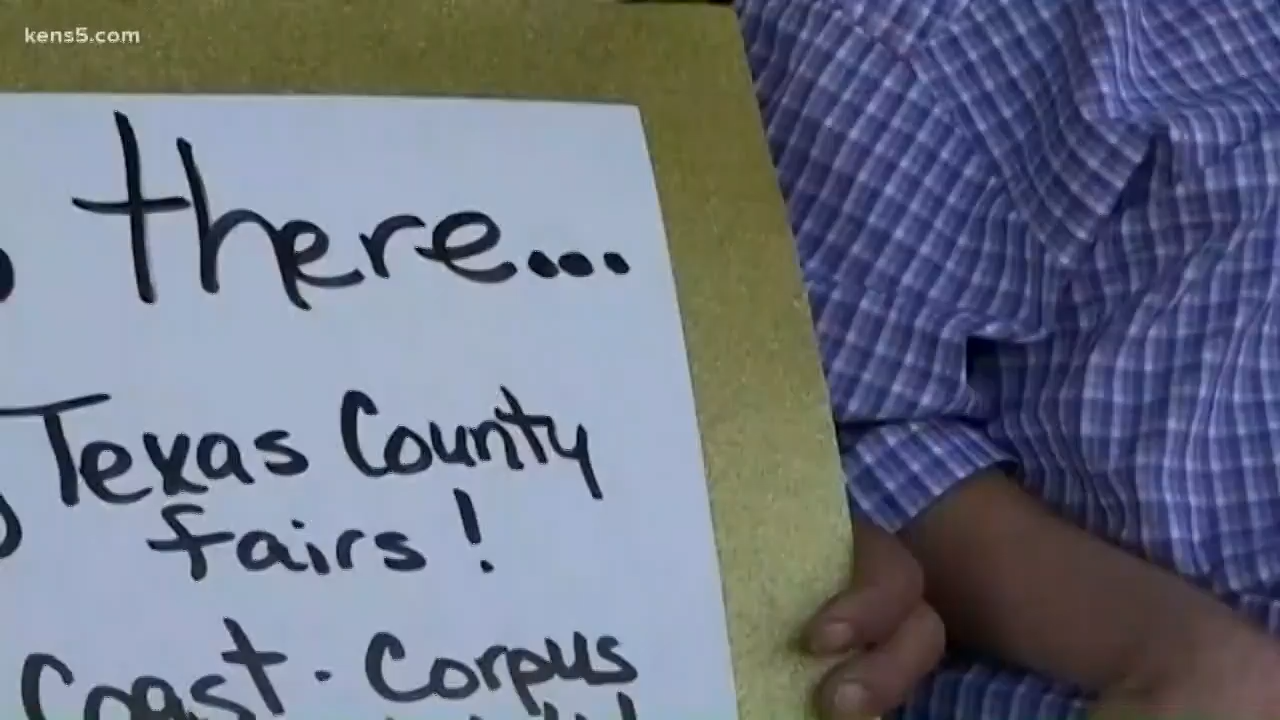 kens5.com
there...
Texas County
fairs!
Coast. Corpus